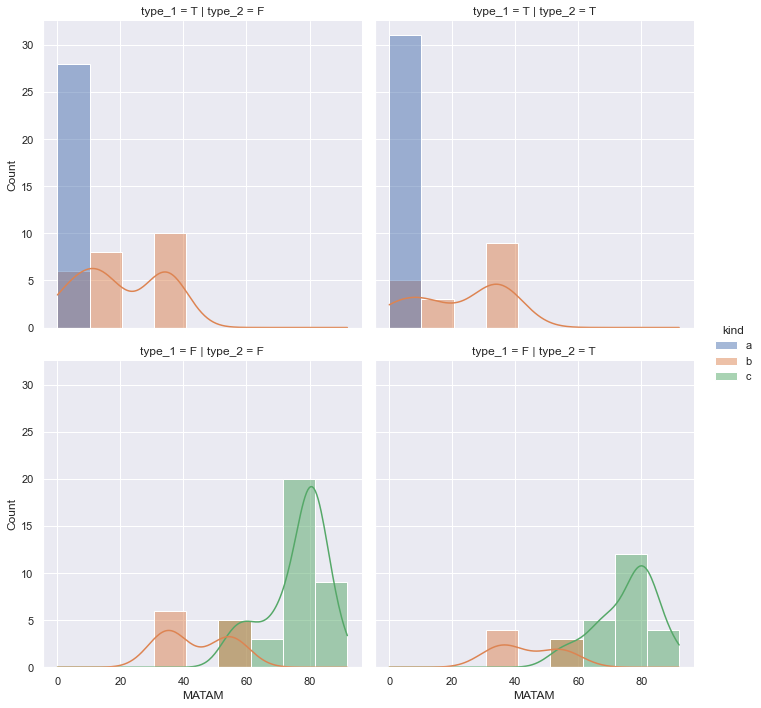 type_1 = T | type_2 = F
type_1 = T | type_2 = T
30
25
20
15
10
5
0
Count
kind
a
b
c
type_1 = F | type_2 = F
type_1 = F | type_2 = T
30
25
20
15
10
5
0
Count
0 20 40 60 80
0 20 40 60 80
MATAM
MATAM